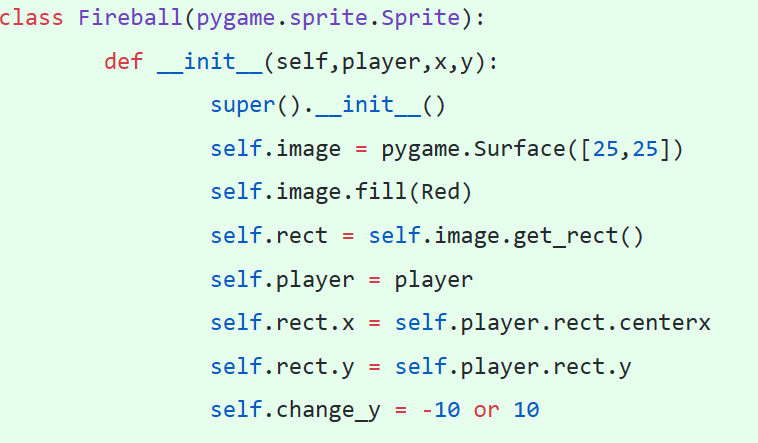 class Fireball(pygame.sprite.Sprite):
def __init__(self,player,x,y):
super().__init__()
self.image = pygame.Surface([25,25])
self.image.fill(Red)
self.rect = self.image.get_rect()
self.player = player
self.rect.x = self.player.rect.centerx
self.rect.y = self.player.rect.y
self.change_y = -10 or 10